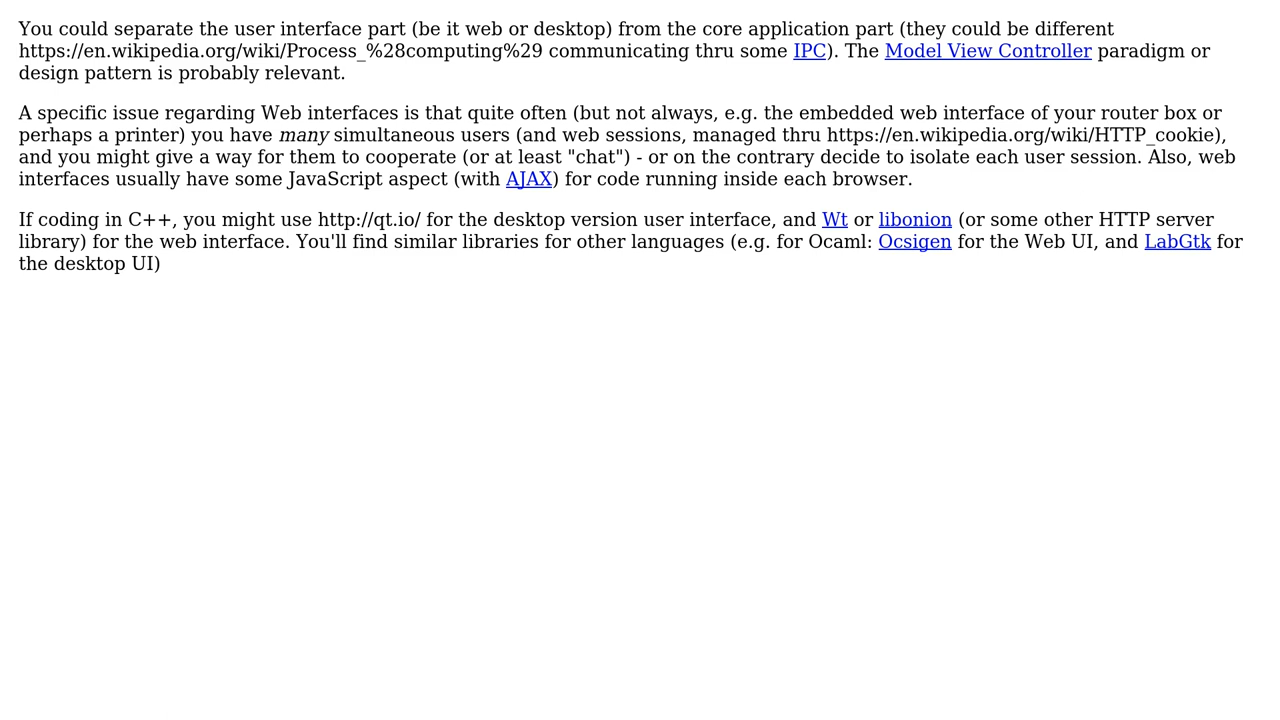 You could separate the user interface part (be it web or desktop) from the core application part (they could be different
https://en.wikipedia.org/wiki/Process_%28computing%29 communicating thru some IPC). The Model View Controller paradigm or
design pattern is probably relevant.
A specific issue regarding Web interfaces is that quite often (but not always, e.g. the embedded web interface of your router box or
perhaps a printer) you have many simultaneous users (and web sessions, managed thru https://en.wikipedia.org/wiki/HTTP_cookie),
and you might give a way for them to cooperate (or at least "chat") - or on the contrary decide to isolate each user session. Also, web
interfaces usually have some JavaScript aspect (with AJAX) for code running inside each browser.
If coding in C++, you might use http://qt.io/ for the desktop version user interface, and Wt or libonion (or some other HTTP server
library) for the web interface. You'll find similar libraries for other languages (e.g. for Ocaml: Ocsigen for the Web UI, and LabGtk for
the desktop UI)